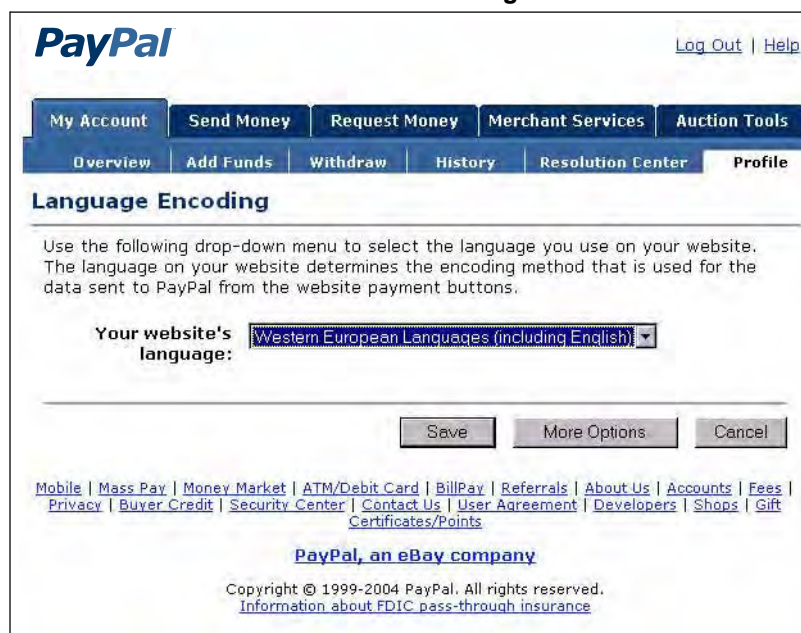 PayPal
Log Out | Help
My Account Send Money Request Money Merchant Services Auction Tools
Overview Add Funds Withdraw History Resolution Center Profile
Language Encoding
Use the following drop-down menu to select the language you use on your website.
The language on your website determines the encoding method that is used for the
data sent to PayPal from the website payment buttons.
Your website's
language:
Western European Languages (including English)
Save More Options Cancel
Mobile | Mass Pay | Money Market | ATM/Debit Card | BillPay | Referrals | About Us | Accounts | Fees |
Privacy | Buyer Credit | Security Center | Contact Us | User Agreement | Developers | Shops | Gift
Certificates/Points
PayPal, an eBay company
Copyright © 1999-2004 PayPal. All rights reserved.
Information about FDIC pass-through insurance